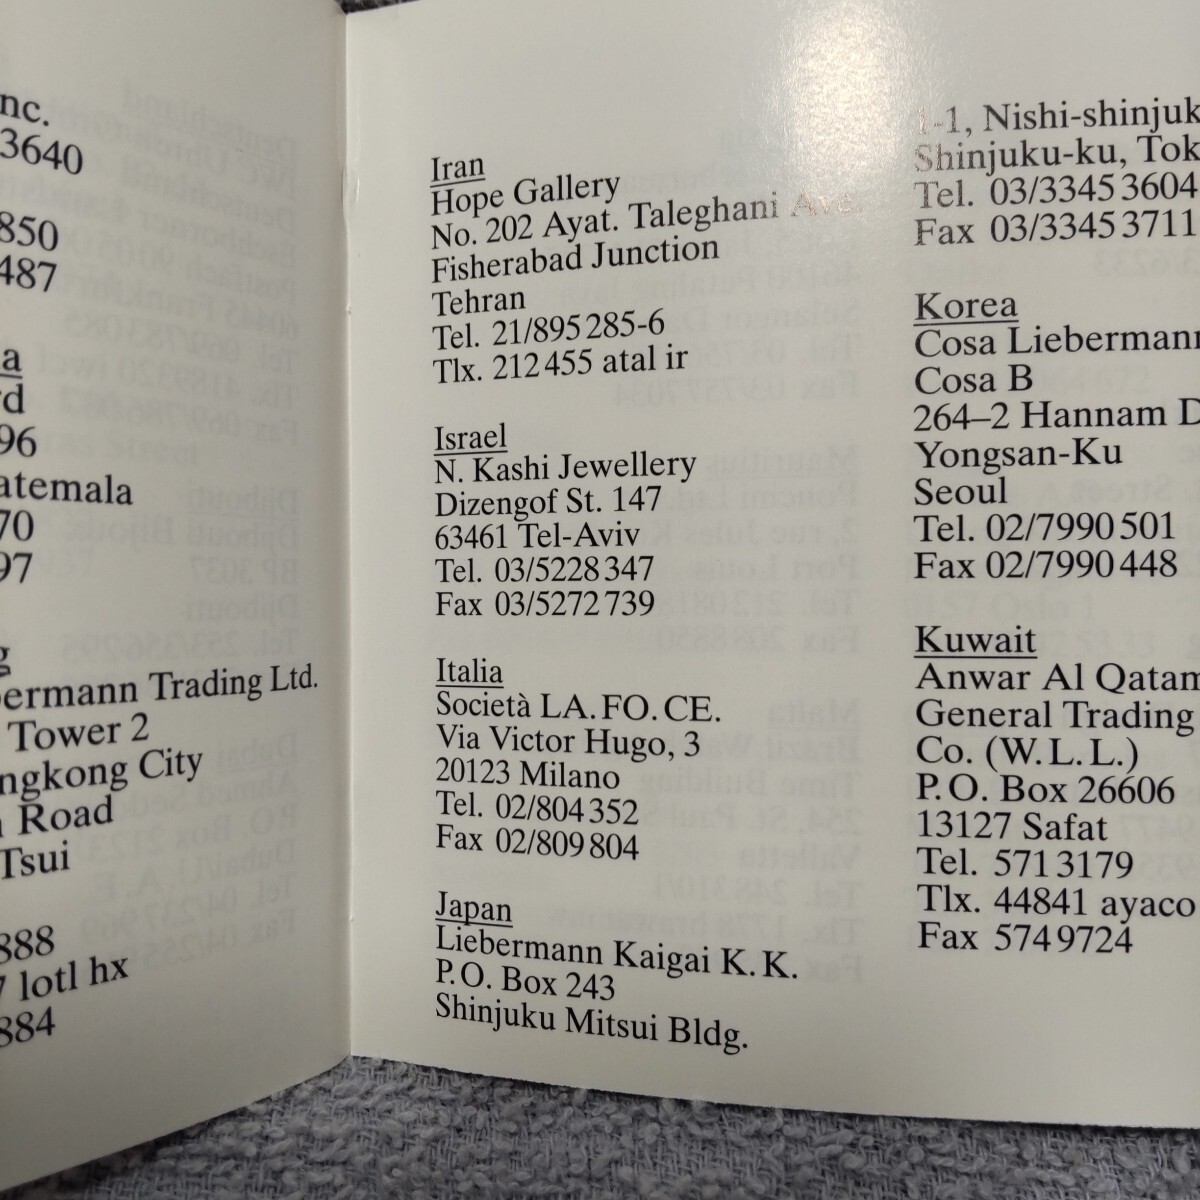 3640
850
487
96
atemala
70
97
ermann Trading Ltd.
Tower 2
ngkong City
Road
Tsui
888
lotl hx
884
Iran
Hope Gallery
No. 202 Ayat. Taleghani Ave.
Fisherabad Junction
Tehran
Tel. 21/895 285-6
Tlx. 212 455 atal ir
Israel
N. Kashi Jewellery
Dizengof St. 147
63461 Tel-Aviv
Tel. 03/5228 347
Fax 03/5272 739
Italia
Società LA. FO. CE.
Via Victor Hugo, 3
20123 Milano
Tel. 02/804 352
Fax 02/809 804
Japan
Liebermann Kaigai K. K.
P. O. Box 243
Shinjuku Mitsui Bldg.
1-1, Nishi-shinjuk
Shinjuku-ku, Tok
Tel. 03/3345 3604
Fax 03/3345 3711
Korea
Cosa Liebermann
Cosa B
264–2 Hannam D
Yongsan-Ku
Seoul
Tel. 02/7990 501
Fax 02/7990 448
Kuwait
Anwar Al Qatam
General Trading
Co. (W. L. L.)
P. O. Box 26606
13127 Safat
Tel. 571 3179
Tlx. 44841 ayaco
Fax 574 9724